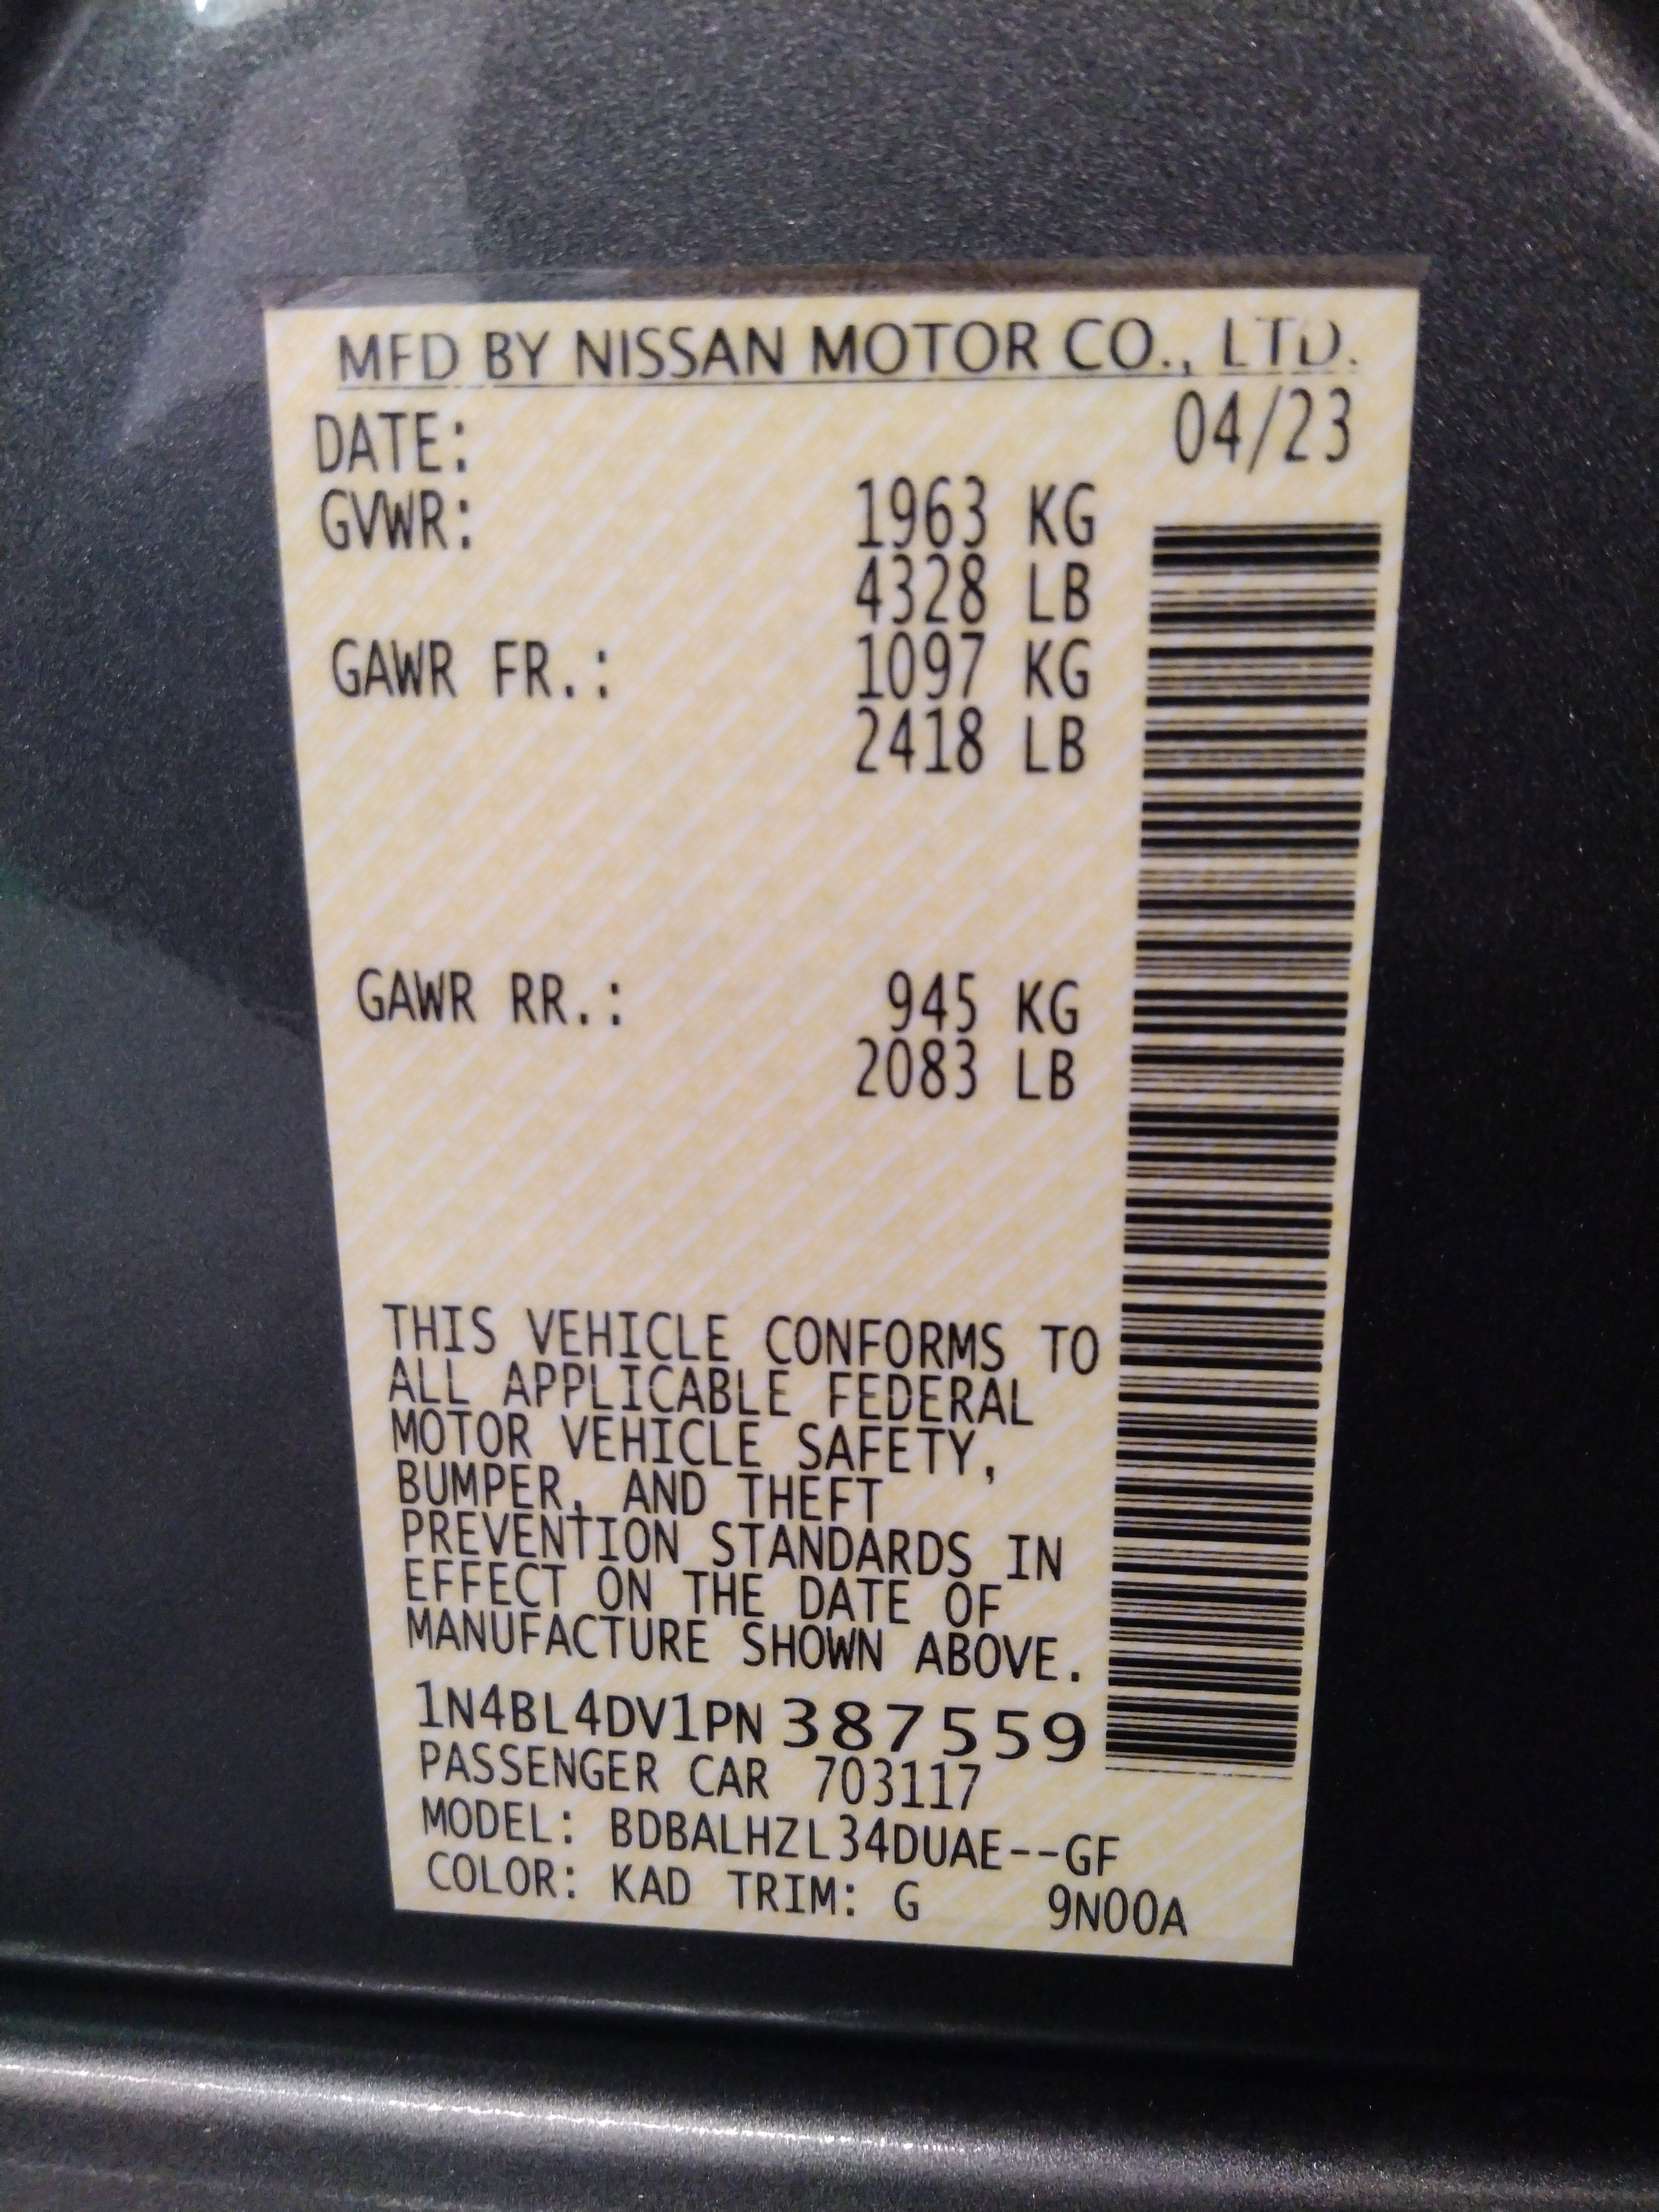 MFD BY NISSAN MOTOR CO., LTD.
DATE: 04/23
GVWR: 1963 KG
4328 LB
GAWR FR.: 1097 KG
2418 LB
GAWR RR.: 945 KG
2083 LB
THIS VEHICLE CONFORMS TO
ALL APPLICABLE FEDERAL
MOTOR VEHICLE SAFETY,
BUMPER, AND THEFT
PREVENTION STANDARDS IN
EFFECT ON THE DATE OF
MANUFACTURE SHOWN ABOVE.
1N4BL4DV1PN387559
PASSENGER CAR 703117
MODEL: BDBALHZL34DUAE--GF
COLOR: KAD TRIM: G 9N00A